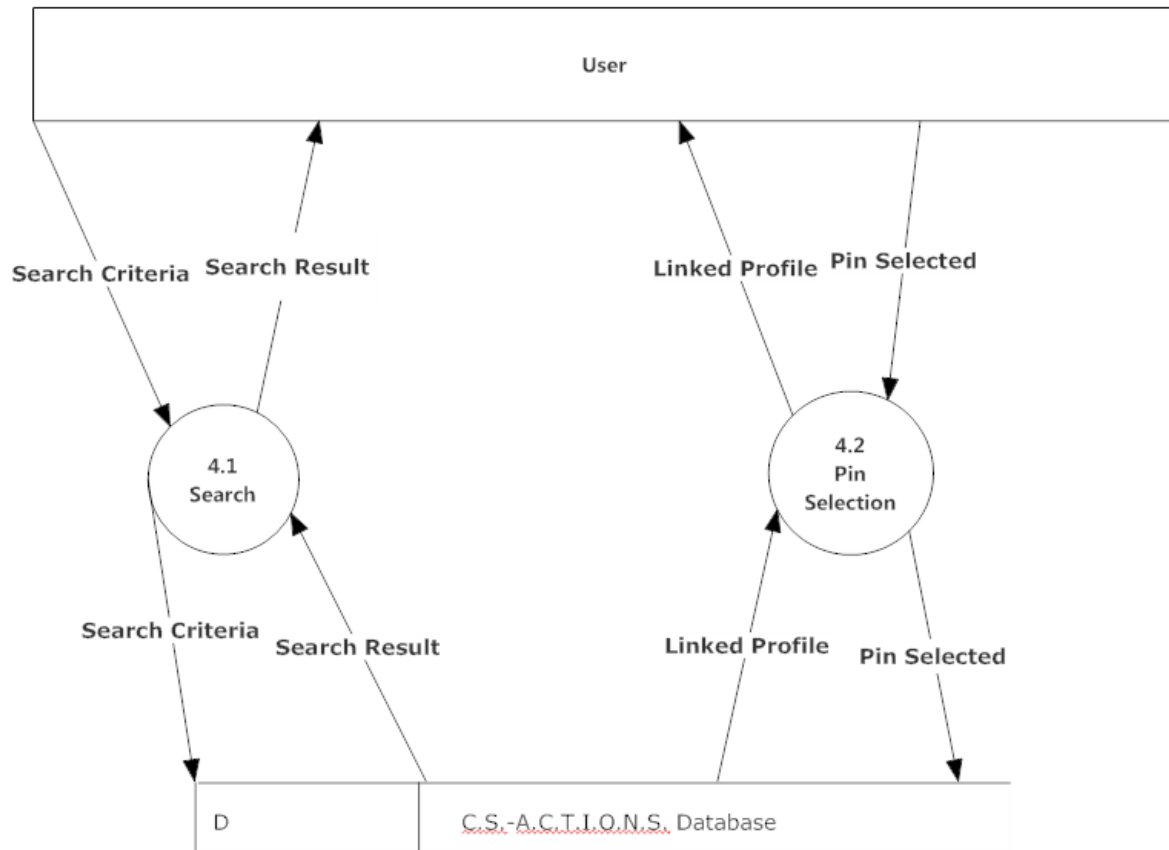 User
Search Criteria
Search Result
Linked Profile
Pin Selected
4.1
Search
4.2
Pin
Selection
Search Criteria
Search Result
Linked Profile
Pin Selected
D
C.S.-A.C.T.I.O.N.S. Database